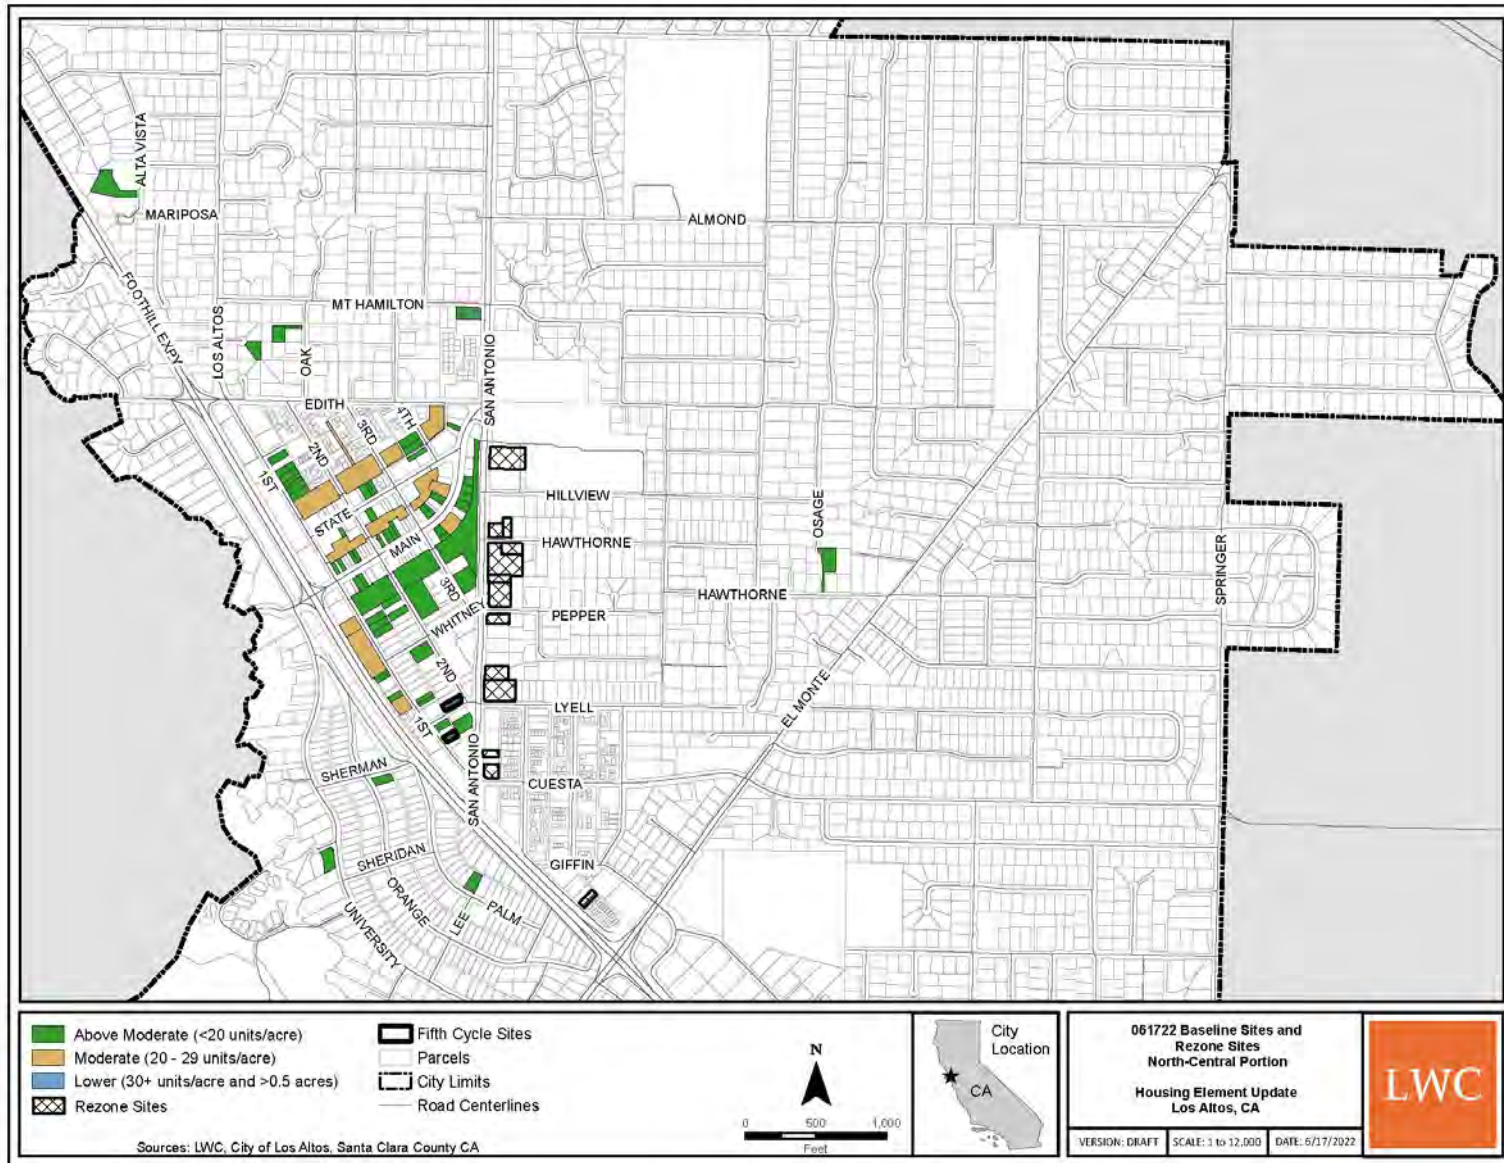 ALTA VISTA
MARIPOSA
ALMOND
FOOTHILL EXPY
LOS ALTOS
MT HAMILTON
OAK
SAN ANTONIO
EDITH
4TH
3RD
2ND
1ST
STATE
MAIN
HILLVIEW
OSAGE
HAWTHORNE
3RD
HAWTHORNE
SPRINGER
WHITNEY
PEPPER
2ND
EL MONTE
LYELL
1ST
SAN ANTONIO
SHERMAN
CUESTA
SHERIDAN
GIFFIN
ORANGE
LEE
PALM
UNIVERSITY
Above Moderate (<20 units/acre)
Moderate (20 - 29 units/acre)
Lower (30+ units/acre and >0.5 acres)
Rezone Sites
Fifth Cycle Sites
Parcels
City Limits
Road Centerlines
Sources: LWC, City of Los Altos, Santa Clara County CA
N
0 500 1,000
Feet
City
Location
CA
061722 Baseline Sites and
Rezone Sites
North-Central Portion
Housing Element Update
Los Altos, CA
VERSION: DRAFT SCALE: 1 to 12,000 DATE: 6/17/2022
LWC